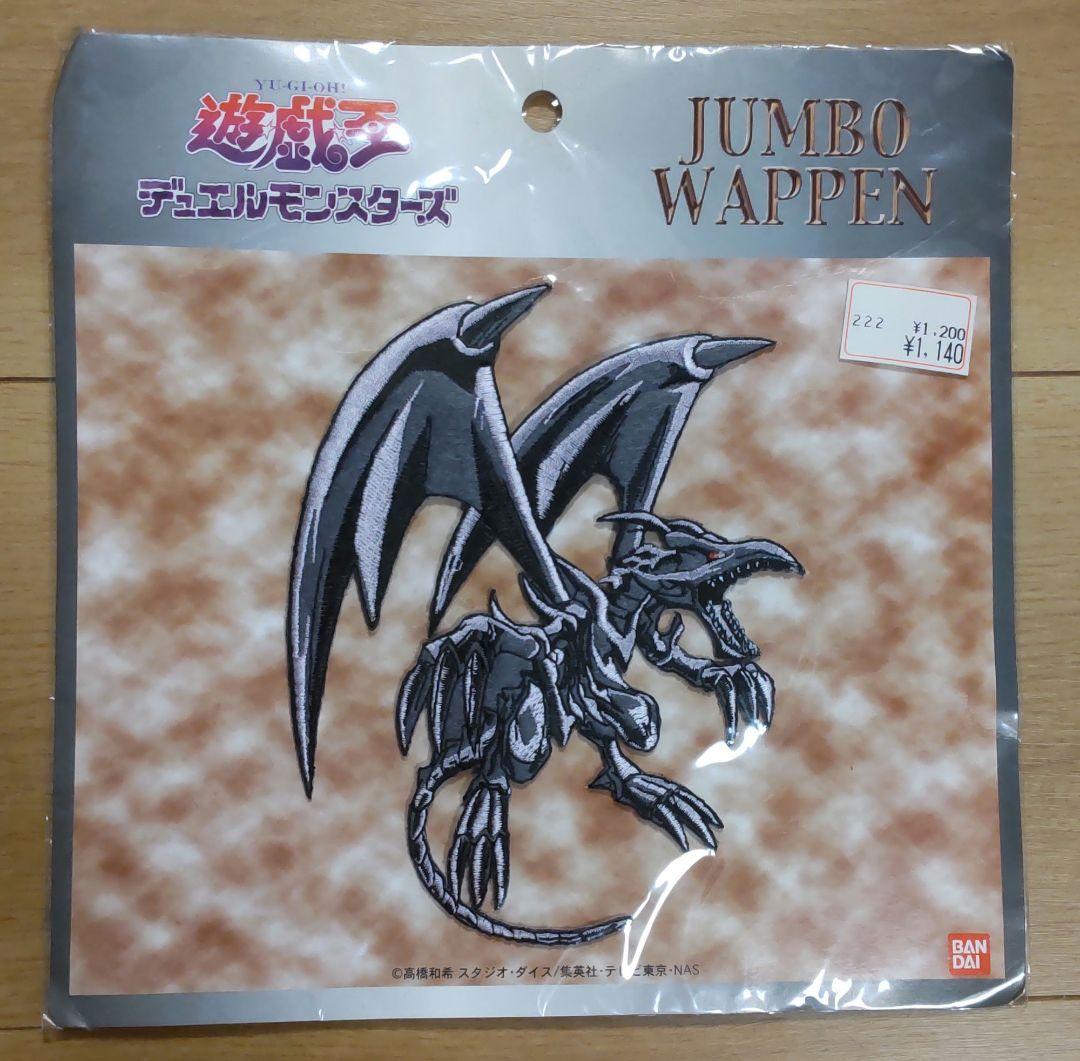 YU-GI-OH!
遊戯王
デュエルモンスターズ
JUMBO
WAPPEN
222 ¥1,200
¥1,140
©高橋和希 スタジオ・ダイス/集英社・テレビ東京・NAS
BAN
DAI